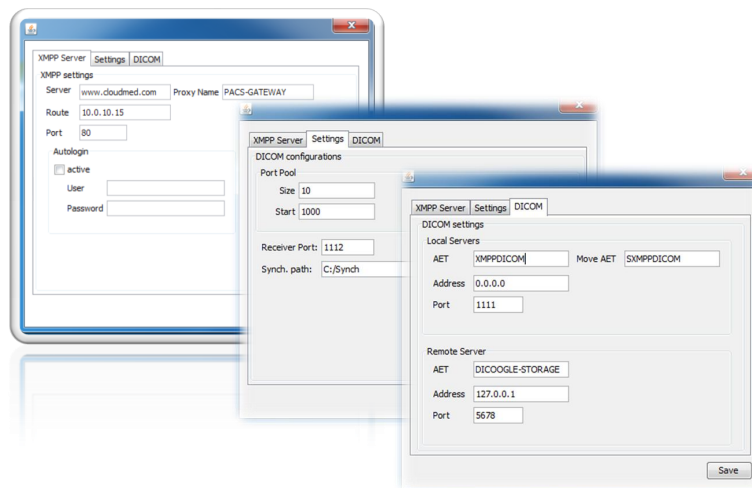 XMPP Server Settings DICOM
XMPP settings
Server www.cloudmed.com Proxy Name PACS-GATEWAY
Route 10.0.10.15
Port 80
Autologin
active
User
Password
XMPP Server Settings DICOM
DICOM configurations
Port Pool
Size 10
Start 1000
Receiver Port: 1112
Synch. path: C:/Synch
XMPP Server Settings DICOM
DICOM settings
Local Servers
AET XMPPDICOM Move AET SXMPPDICOM
Address 0.0.0.0
Port 1111
Remote Server
AET DICOOGLE-STORAGE
Address 127.0.0.1
Port 5678
Save